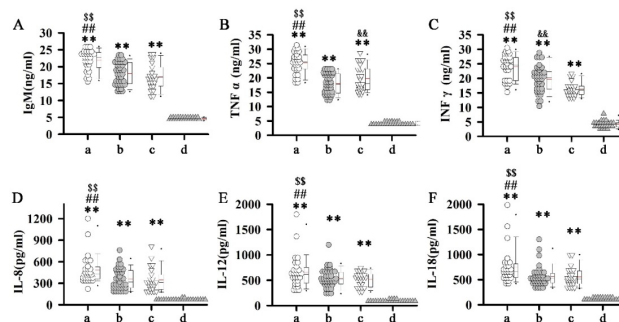 A
$$
##
**
**
**
IgM(ng/ml)
30
25
20
15
10
5
0
a
b
c
d
B
$$
##
**
**
&&
**
TNF α (ng/ml)
35
30
25
20
15
10
5
0
a
b
c
d
C
$$
##
**
&&
**
**
INF γ (ng/ml)
35
30
25
20
15
10
5
0
a
b
c
d
D
$$
##
**
**
**
IL-8(pg/ml)
1200
900
600
300
0
a
b
c
d
E
$$
##
**
**
**
IL-12(pg/ml)
2000
1500
1000
500
0
a
b
c
d
F
$$
##
**
**
**
IL-18(pg/ml)
2000
1500
1000
500
0
a
b
c
d